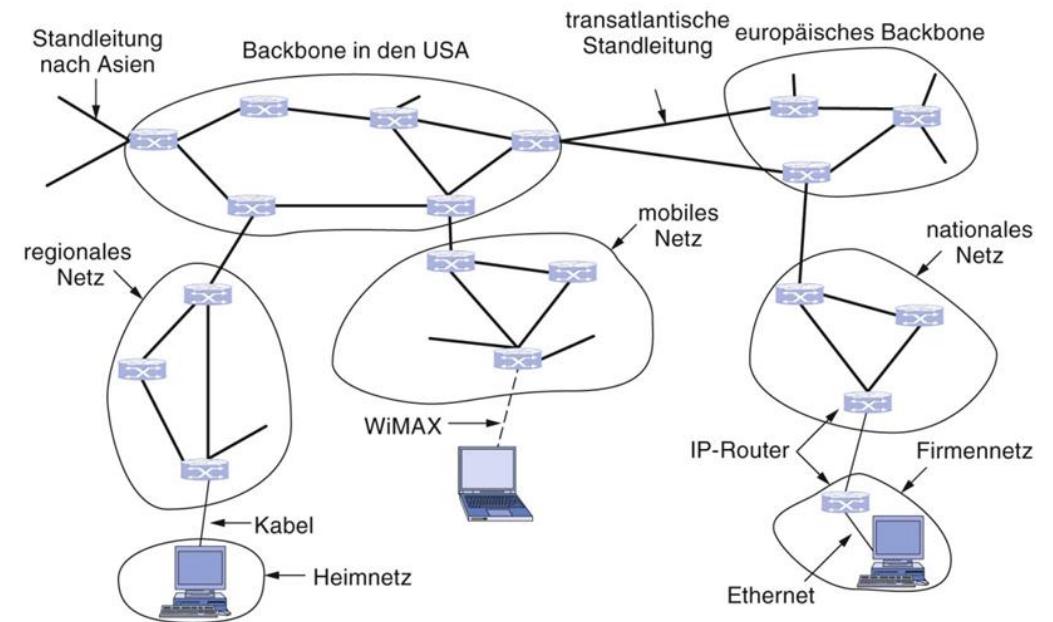 Standleitung
nach Asien
Backbone in den USA
transatlantische
Standleitung
europäisches Backbone
regionales
Netz
mobiles
Netz
nationales
Netz
WiMAX
IP-Router
Firmennetz
Kabel
Heimnetz
Ethernet